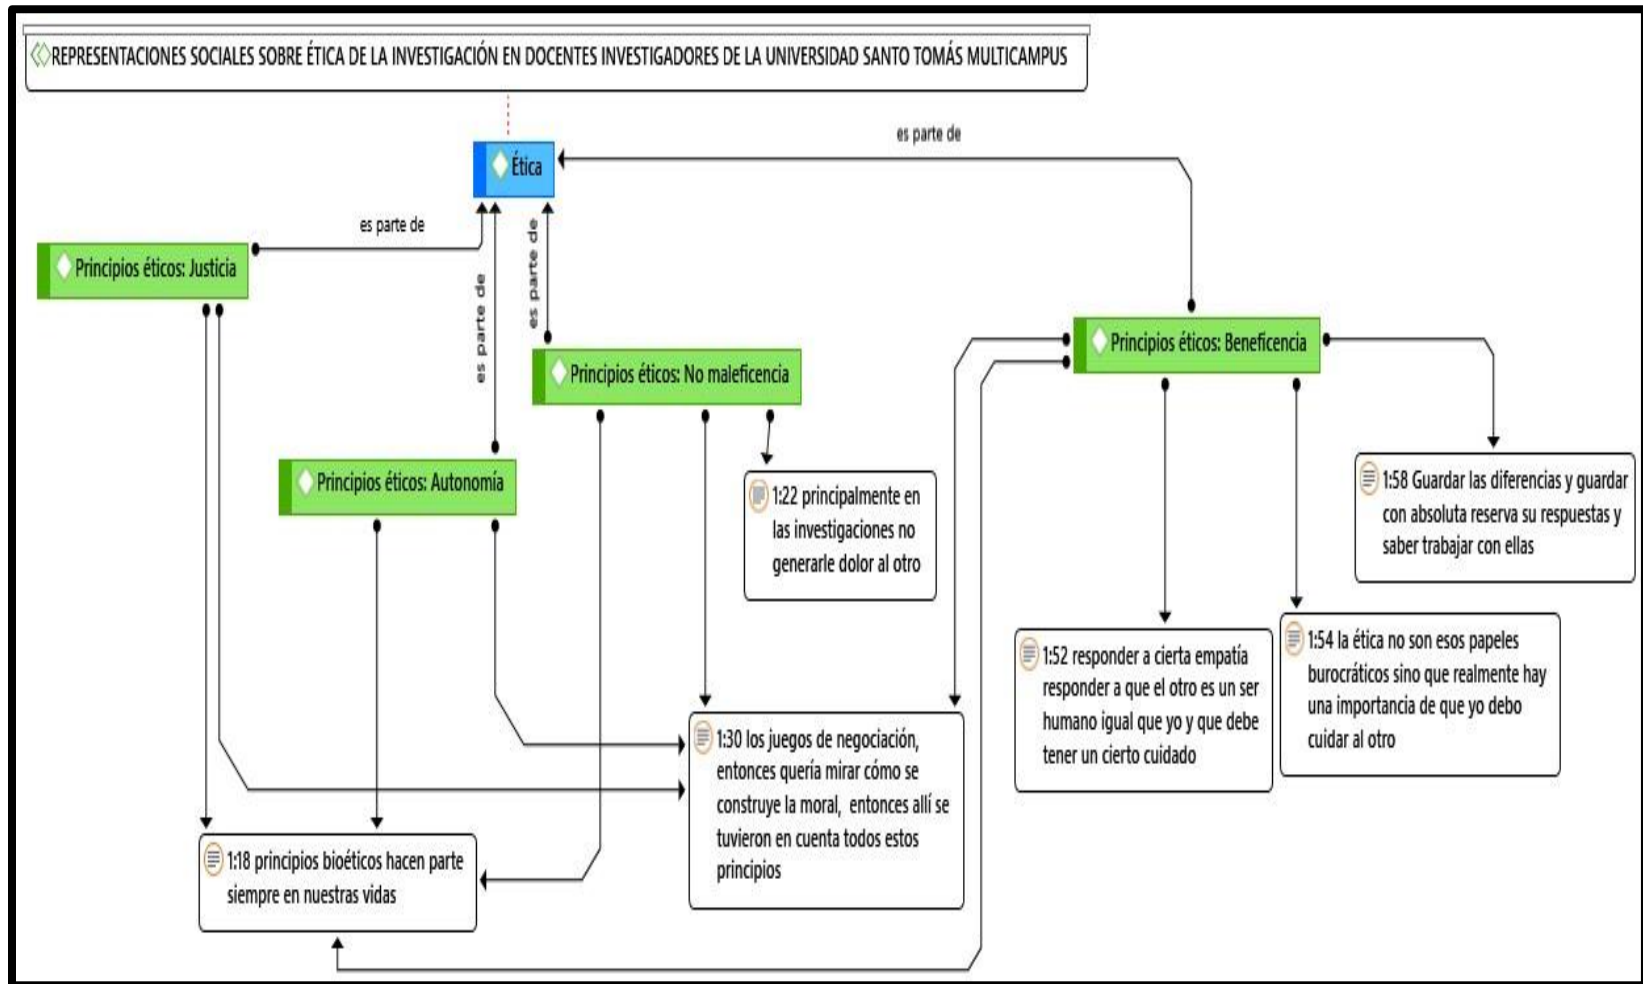 REPRESENTACIONES SOCIALES SOBRE ÉTICA DE LA INVESTIGACIÓN EN DOCENTES INVESTIGADORES DE LA UNIVERSIDAD SANTO TOMÁS MULTICAMPUS
es parte de
Ética
es parte de
es parte de
es parte de
Principios éticos: Justicia
Principios éticos: Beneficencia
Principios éticos: No maleficencia
Principios éticos: Autonomía
1:22 principalmente en
las investigaciones no
generarle dolor al otro
1:58 Guardar las diferencias y guardar
con absoluta reserva su respuestas y
saber trabajar con ellas
1:52 responder a cierta empatía
responder a que el otro es un ser
humano igual que yo y que debe
tener un cierto cuidado
1:54 la ética no son esos papeles
burocráticos sino que realmente hay
una importancia de que yo debo
cuidar al otro
1:30 los juegos de negociación,
entonces quería mirar cómo se
construye la moral, entonces allí se
tuvieron en cuenta todos estos
principios
1:18 principios bioéticos hacen parte
siempre en nuestras vidas